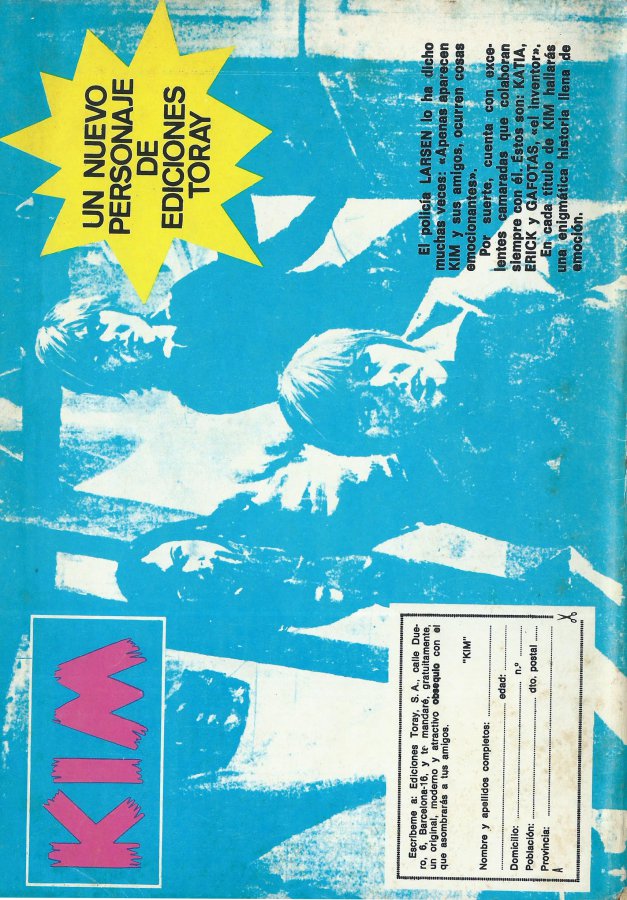 KIM
UN NUEVO
PERSONAJE
DE
EDICIONES
TORAY
El policía LARSEN lo ha dicho
muchas veces: «Apenas aparecen
KIM y sus amigos, ocurren cosas
emocionantes».
Por suerte, cuenta con exce-
lentes camaradas que colaboran
siempre con él. Éstos son: KATIA,
ERICK y GAFOTAS, «el inventor».
En cada título de KIM hallarás
una enigmática historia llena de
emoción.
Escríbeme a: Ediciones Toray, S. A., calle Due-
ro, 6, Barcelona-16, y te mandaré, gratuitamente,
un original, moderno y atractivo obsequio con el
que asombrarás a tus amigos.
"KIM"
Nombre y apellidos completos:
edad:
Domicilio: n.º
Población: dto. postal
Provincia:
A